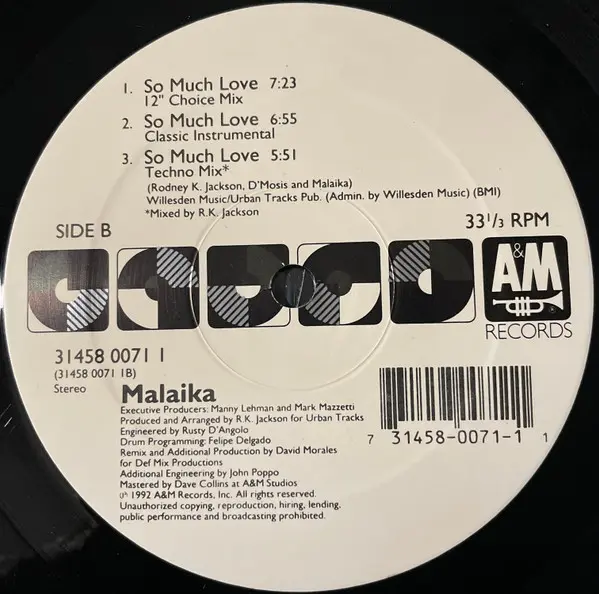 1. So Much Love 7:23
12" Choice Mix
2. So Much Love 6:55
Classic Instrumental
3. So Much Love 5:51
Techno Mix*
(Rodney K. Jackson, D'Mosis and Malaika)
Willesden Music/Urban Tracks Pub. (Admin. by Willesden Music) (BMI)
*Mixed by R.K. Jackson
SIDE B
33 1/3 RPM
A&M
RECORDS
31458 0071 1
(31458 0071 1B)
Stereo
Malaika
Executive Producers: Manny Lehman and Mark Mazzetti
Produced and Arranged by R.K. Jackson for Urban Tracks
Engineered by Rusty D'Angolo
Drum Programming: Felipe Delgado
Remix and Additional Production by David Morales
for Def Mix Productions
Additional Engineering by John Poppo
Mastered by Dave Collins at A&M Studios
℗ 1992 A&M Records, Inc. All rights reserved.
Unauthorized copying, reproduction, hiring, lending,
public performance and broadcasting prohibited.
7 31458-0071-1 1